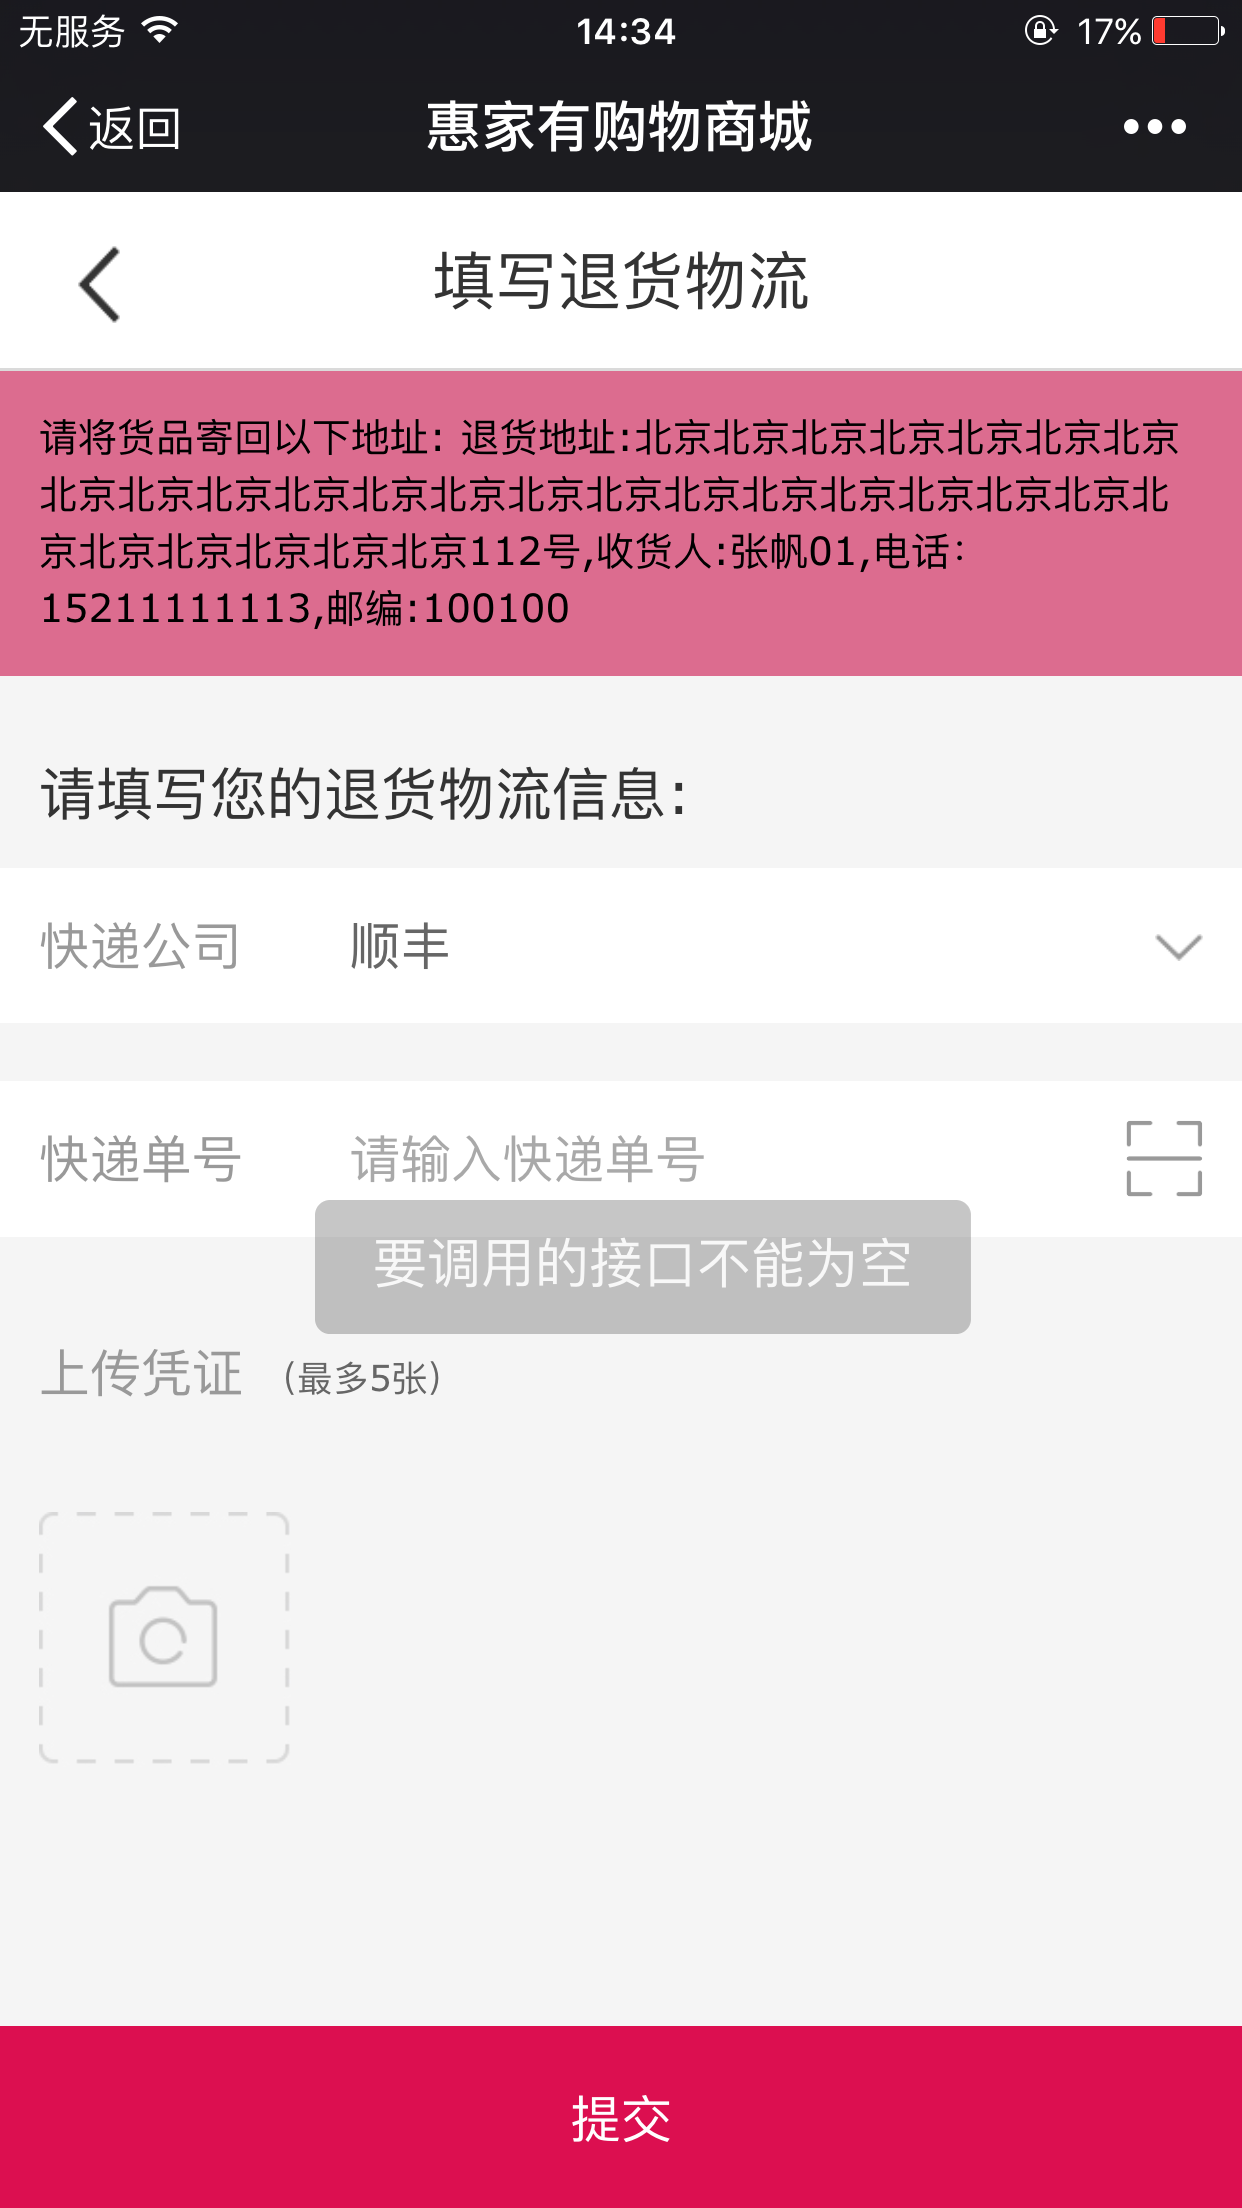 无服务 14:34 17%
返回 惠家有购物商城
填写退货物流
请将货品寄回以下地址: 退货地址:北京北京北京北京北京北京北京
北京北京北京北京北京北京北京北京北京北京北京北京北京北京北
京北京北京北京北京北京112号,收货人:张帆01,电话:
15211111113,邮编:100100
请填写您的退货物流信息:
快递公司 顺丰
快递单号 请输入快递单号
要调用的接口不能为空
上传凭证 (最多5张)
提交